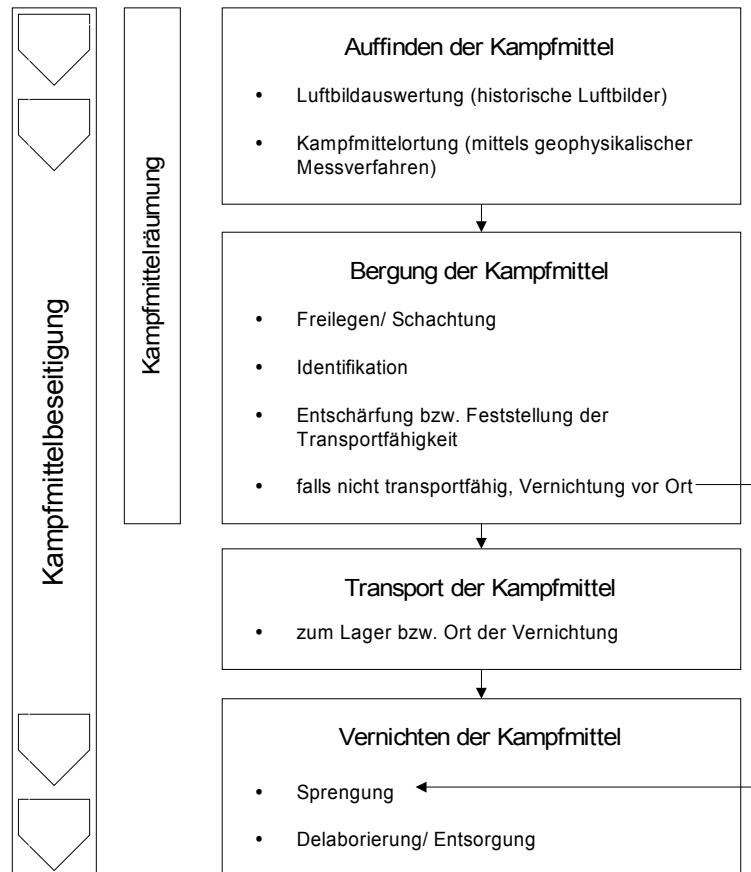 Kampfmittelbeseitigung
Kampfmittelräumung
Auffinden der Kampfmittel
• Luftbildauswertung (historische Luftbilder)
• Kampfmittelortung (mittels geophysikalischer
Messverfahren)
Bergung der Kampfmittel
• Freilegen/ Schachtung
• Identifikation
• Entschärfung bzw. Feststellung der
Transportfähigkeit
• falls nicht transportfähig, Vernichtung vor Ort
Transport der Kampfmittel
• zum Lager bzw. Ort der Vernichtung
Vernichten der Kampfmittel
• Sprengung
• Delaborierung/ Entsorgung